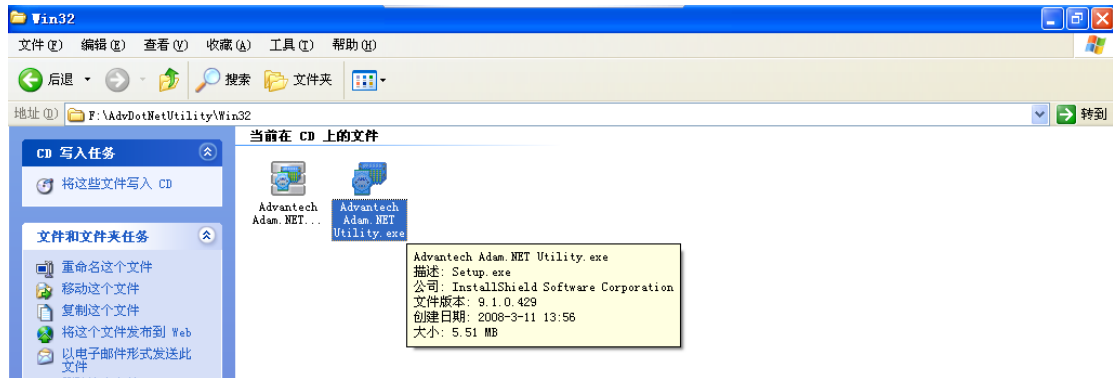 Win32
文件(F) 编辑(E) 查看(V) 收藏(A) 工具(T) 帮助(H)
后退 搜索 文件夹
地址(D) F:\AdvDotNetUtility\Win32 转到
当前在 CD 上的文件
CD 写入任务
将这些文件写入 CD
Advantech
Adam.NET...
Advantech
Adam.NET
Utility.exe
文件和文件夹任务
重命名这个文件
移动这个文件
复制这个文件
将这个文件发布到 Web
以电子邮件形式发送此
文件
Advantech Adam.NET Utility.exe
描述: Setup.exe
公司: InstallShield Software Corporation
文件版本: 9.1.0.429
创建日期: 2008-3-11 13:56
大小: 5.51 MB